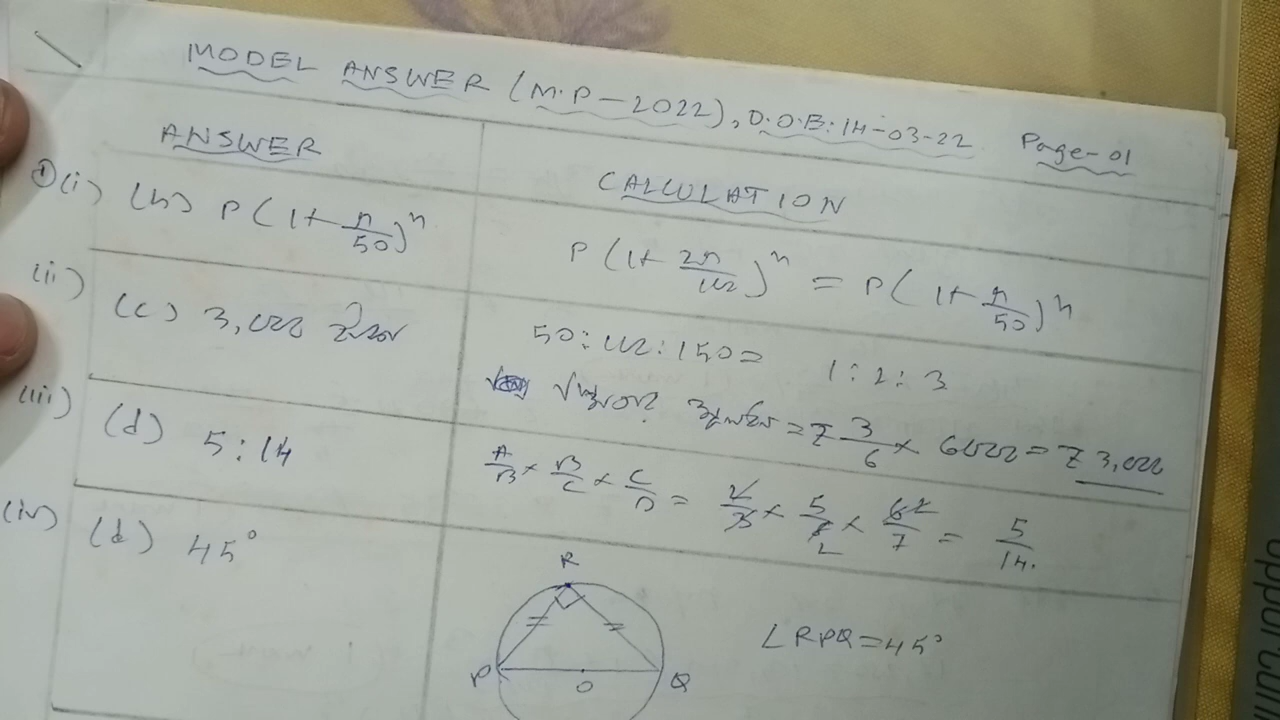 MODEL ANSWER (M.P-2022), D.O.B: 14-03-22 Page-01
ANSWER CALCULATION
①(i) (b) P(1+n/50)^n P(1+2n/100)^n = P(1+n/50)^n
(ii) (c) 3,000 টাকা 50:100:150= 1:2:3
= ₹ 3/6 × 6000 = ₹ 3,000
(iii) (d) 5:14 A/B × B/C × C/D = 2/3 × 5/4 × 6/7 = 5/14.
(iv) (d) 45° ∠RPQ=45°
R
P O Q